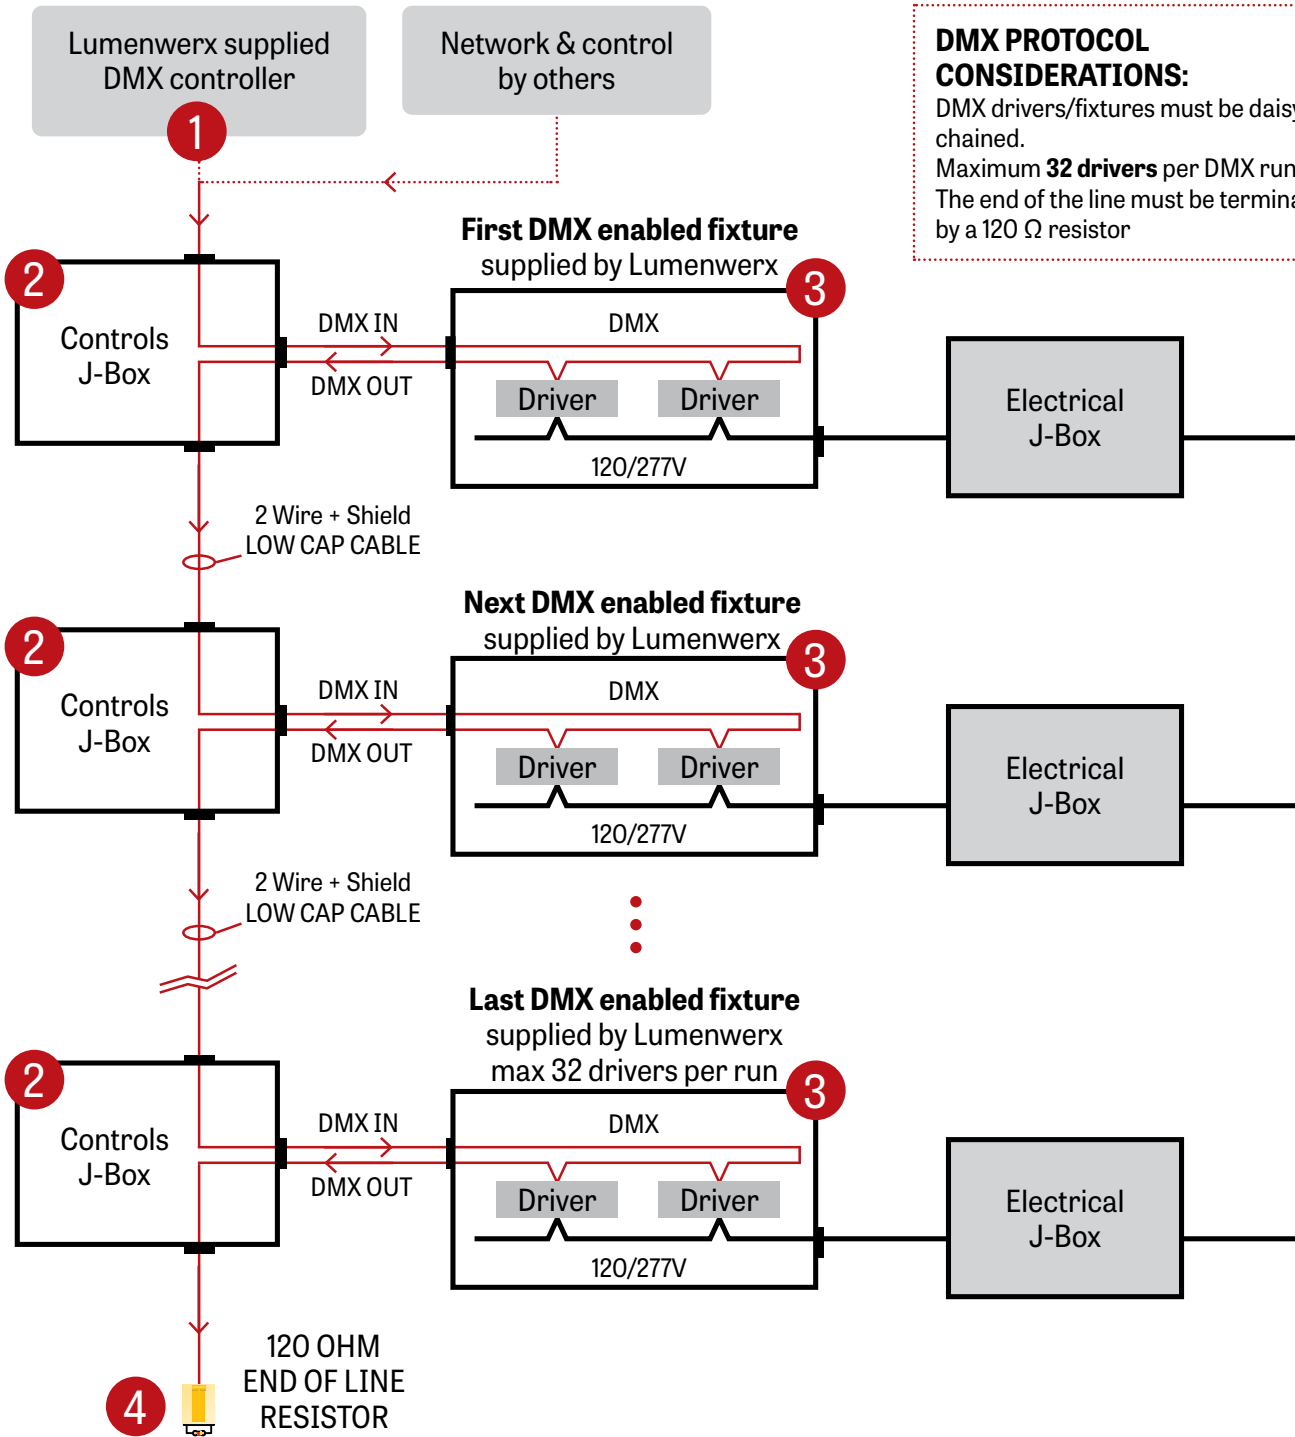 Lumenwerx supplied
DMX controller
Network & control
by others
1
DMX PROTOCOL
CONSIDERATIONS:
DMX drivers/fixtures must be daisy
chained.
Maximum 32 drivers per DMX run
The end of the line must be termina
by a 120 Ω resistor
First DMX enabled fixture
supplied by Lumenwerx
2
3
Controls
J-Box
DMX IN
DMX OUT
DMX
Driver
Driver
120/277V
Electrical
J-Box
2 Wire + Shield
LOW CAP CABLE
Next DMX enabled fixture
supplied by Lumenwerx
2
3
Controls
J-Box
DMX IN
DMX OUT
DMX
Driver
Driver
120/277V
Electrical
J-Box
2 Wire + Shield
LOW CAP CABLE
Last DMX enabled fixture
supplied by Lumenwerx
max 32 drivers per run
2
3
Controls
J-Box
DMX IN
DMX OUT
DMX
Driver
Driver
120/277V
Electrical
J-Box
4
120 OHM
END OF LINE
RESISTOR